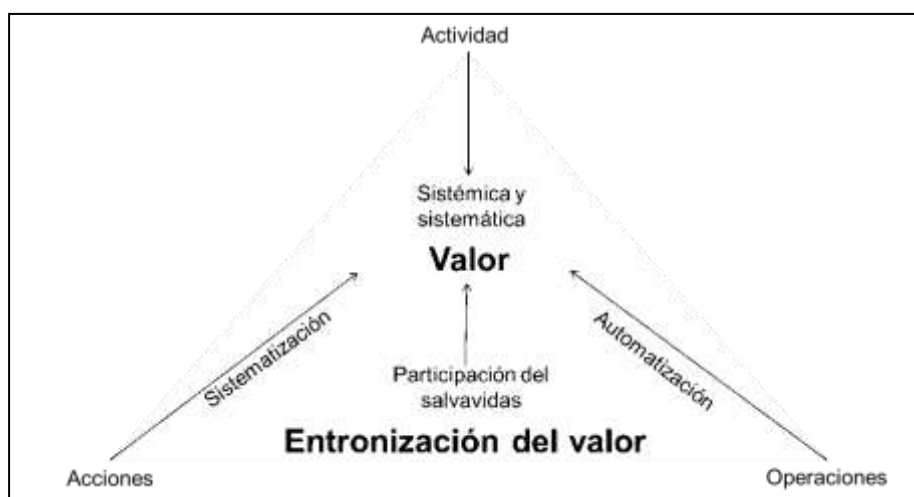 Actividad
Sistémica y
sistemática
Valor
Sistematización
Automatización
Participación del
salvavidas
Entronización del valor
Acciones
Operaciones